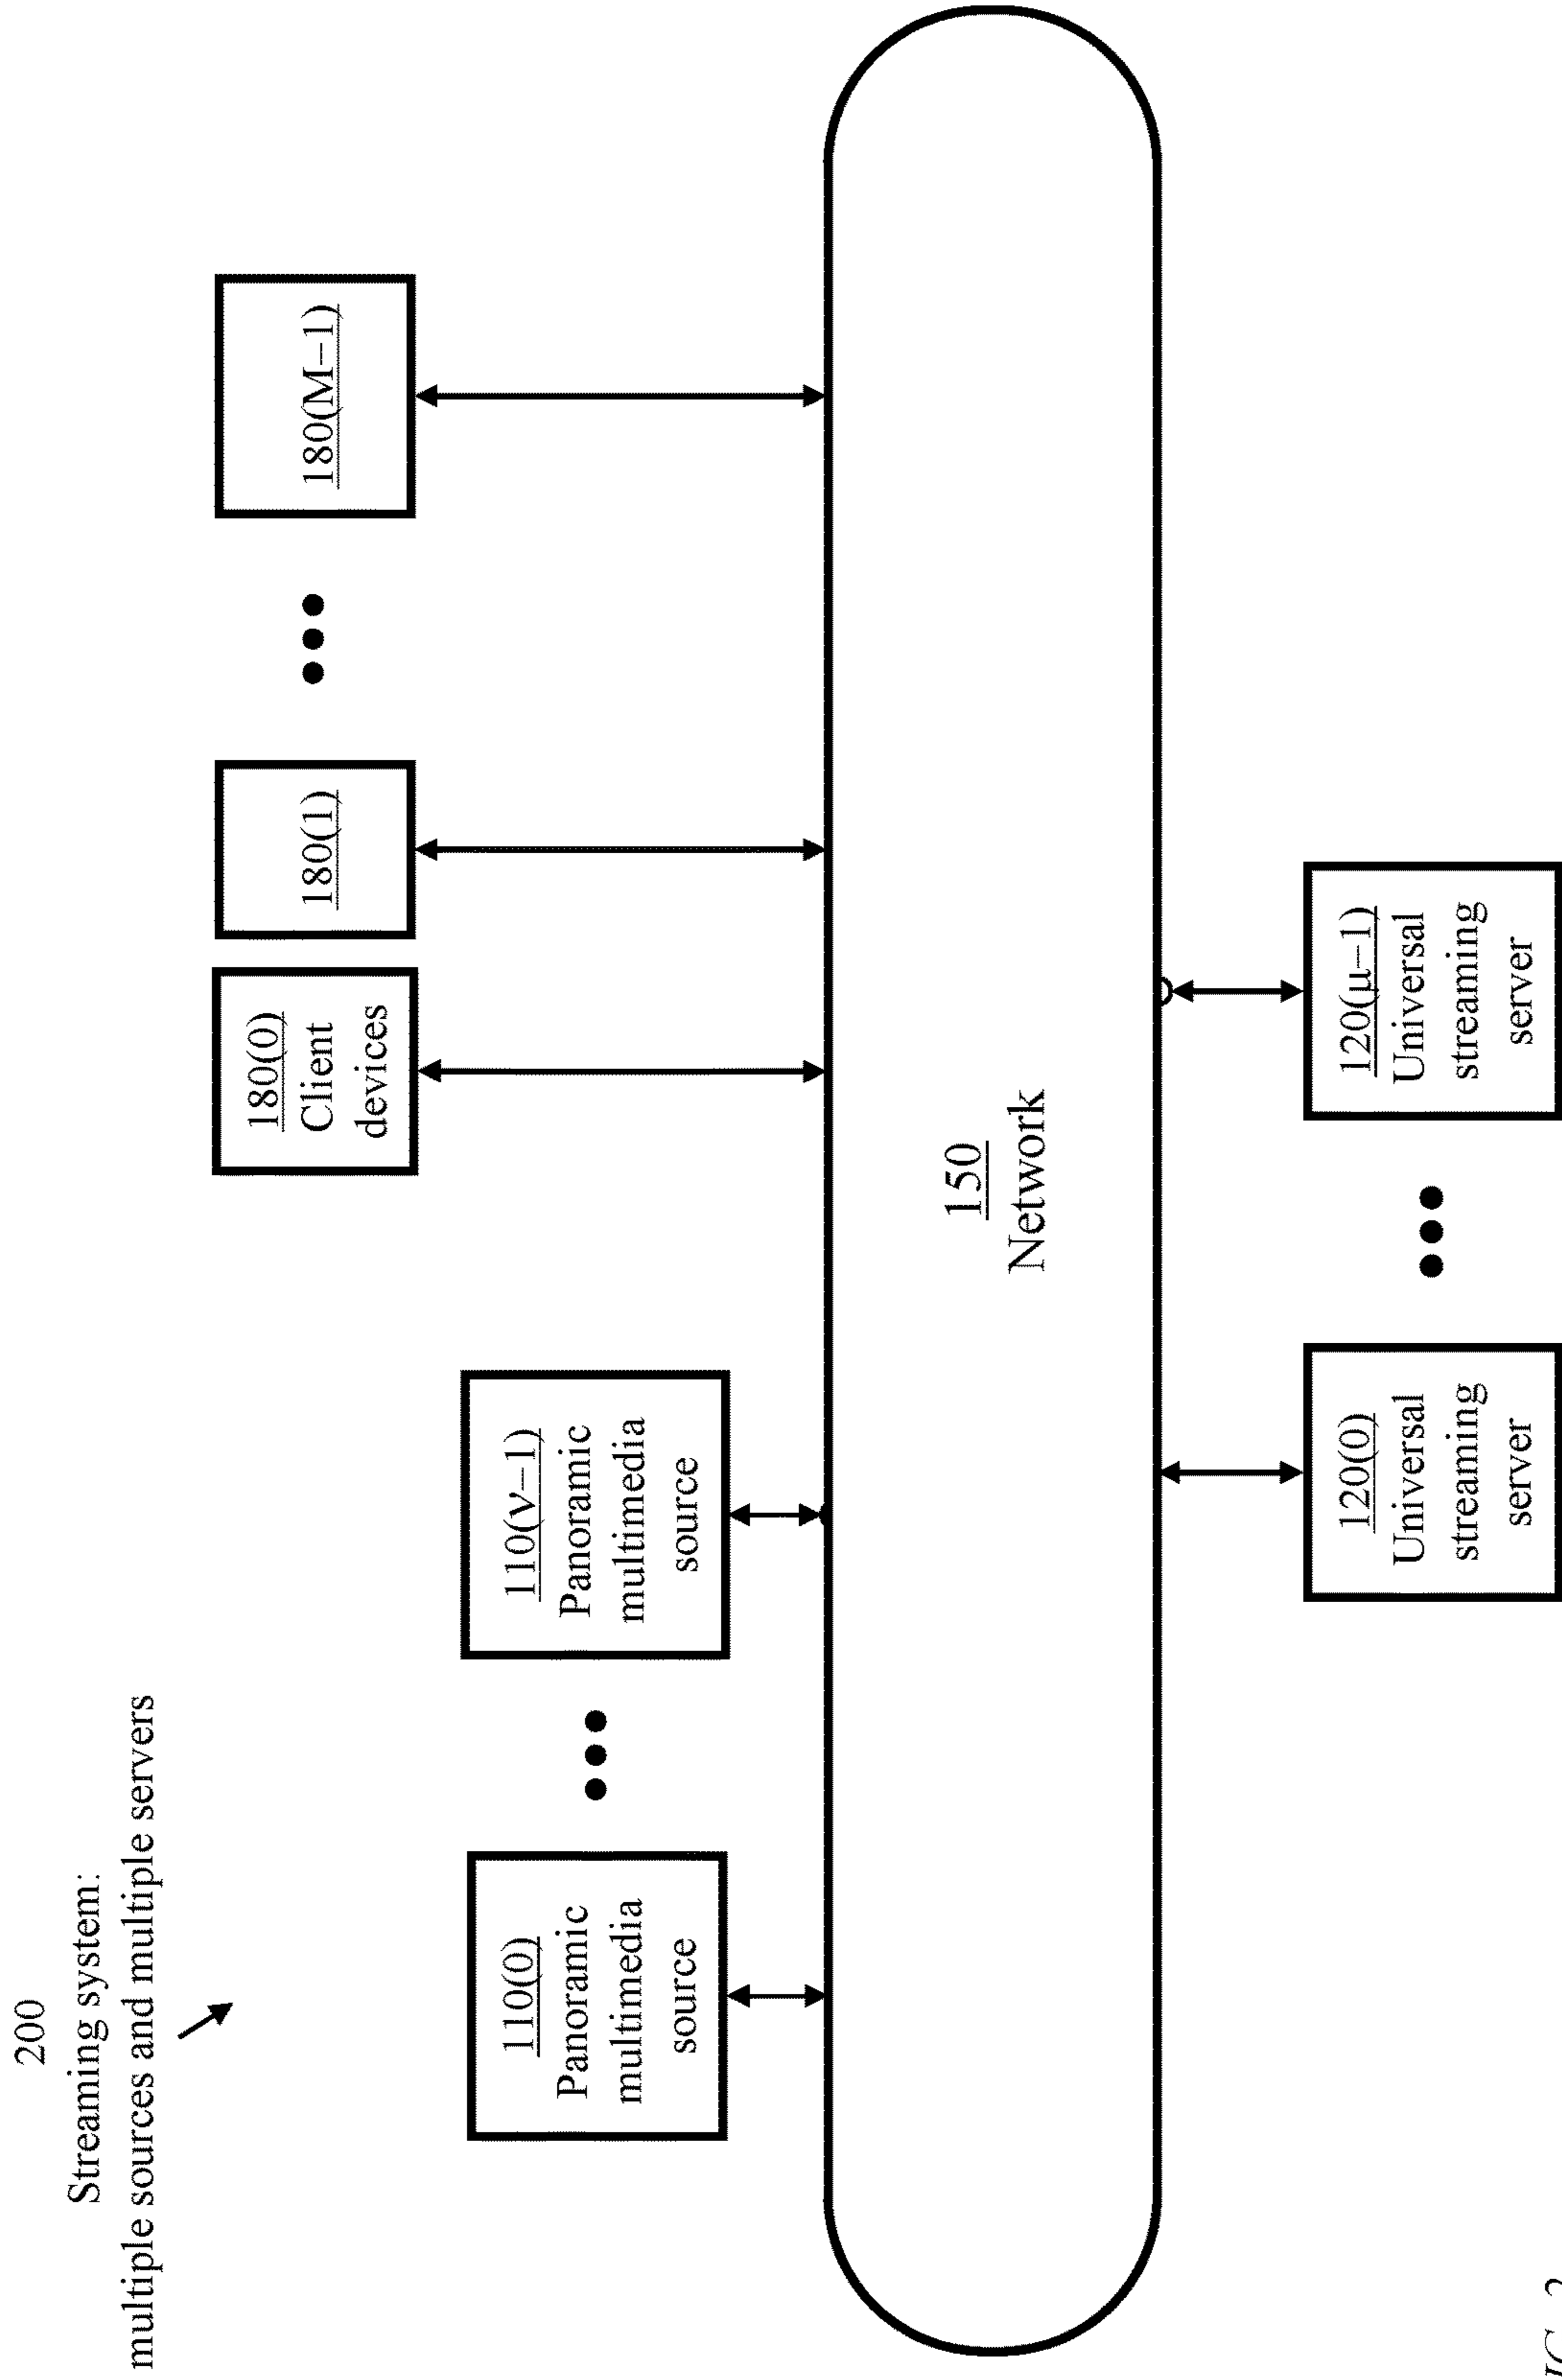 200
Streaming system:
multiple sources and multiple servers
180(0)
Client
devices
180(1)
180(M−1)
110(0)
Panoramic
multimedia
source
110(ν−1)
Panoramic
multimedia
source
150
Network
120(0)
Universal
streaming
server
120(μ−1)
Universal
streaming
server